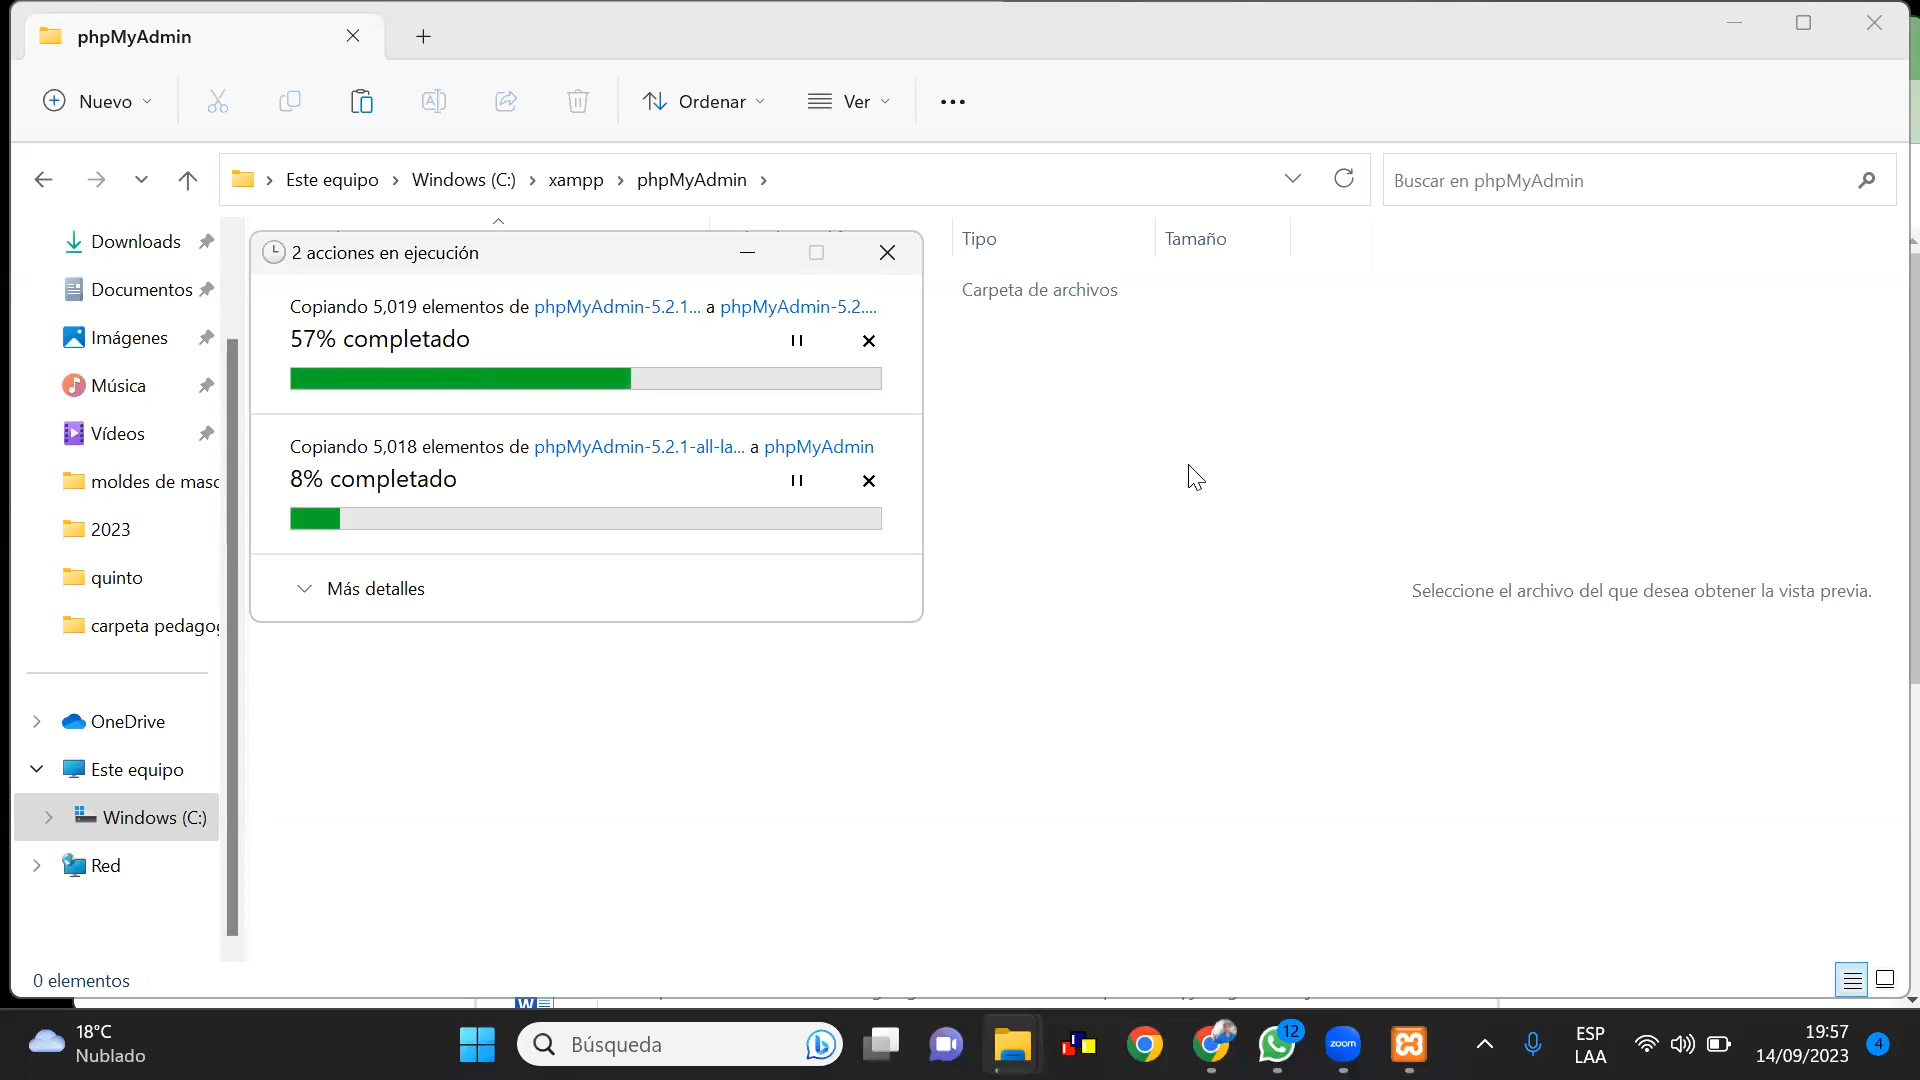 phpMyAdmin
Nuevo
Ordenar
Ver
Este equipo
Windows (C:)
xampp
phpMyAdmin
Buscar en phpMyAdmin
Downloads
Documentos
Imágenes
Música
Vídeos
moldes de masc
2023
quinto
carpeta pedagog
OneDrive
Este equipo
Windows (C:)
Red
Tipo
Tamaño
Carpeta de archivos
2 acciones en ejecución
Copiando 5,019 elementos de phpMyAdmin-5.2.1... a phpMyAdmin-5.2....
57% completado
Copiando 5,018 elementos de phpMyAdmin-5.2.1-all-la... a phpMyAdmin
8% completado
Más detalles
Seleccione el archivo del que desea obtener la vista previa.
0 elementos
18°C
Nublado
Búsqueda
12
zoom
ESP
LAA
19:57
14/09/2023
4